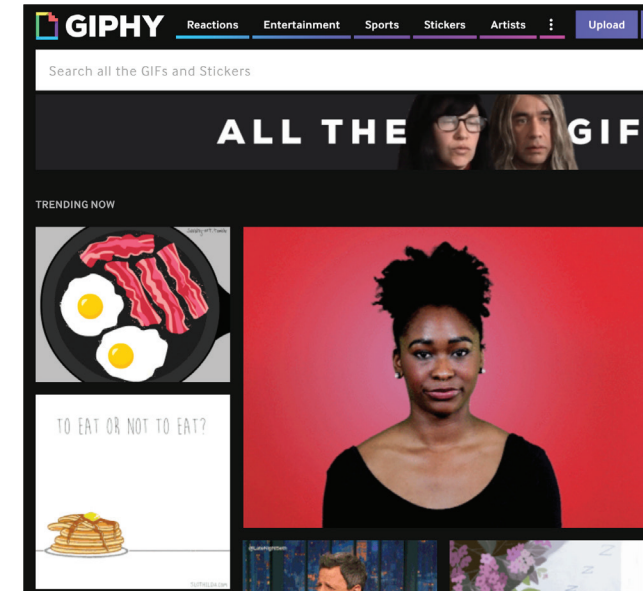 GIPHY
Reactions
Entertainment
Sports
Stickers
Artists
Upload
Search all the GIFs and Stickers
ALL THE GIF
TRENDING NOW
TO EAT OR NOT TO EAT?